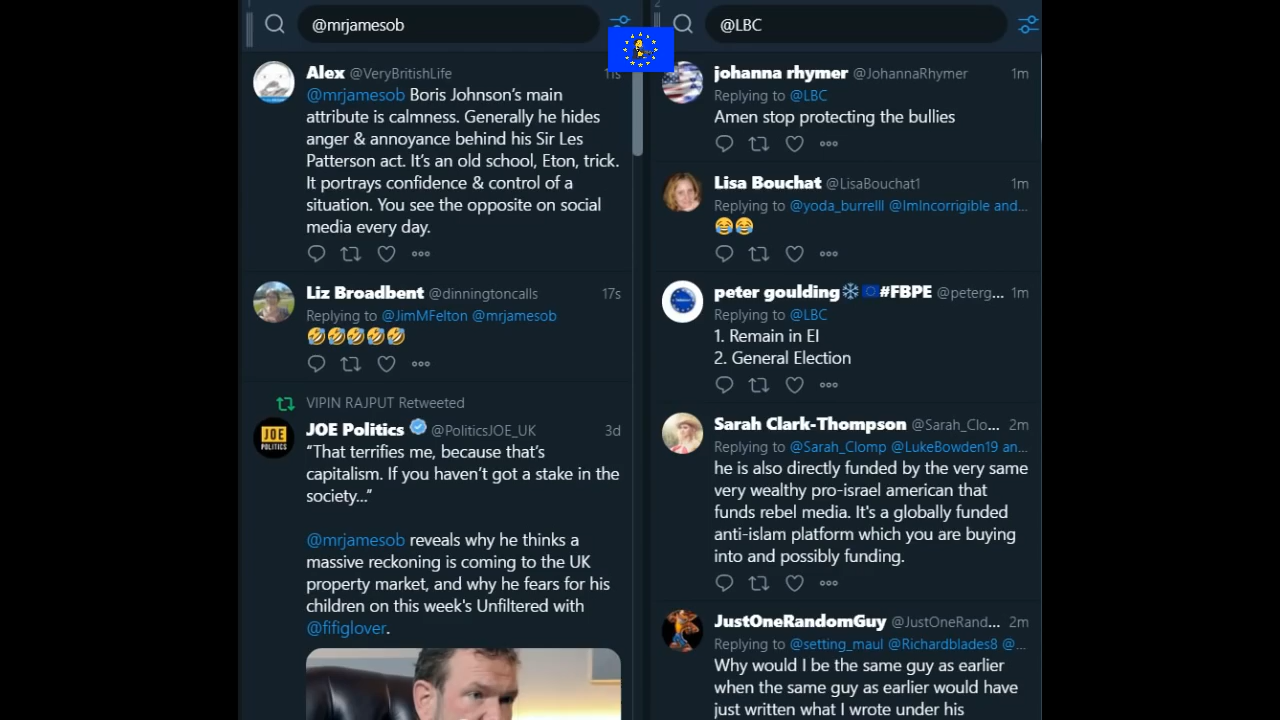 1
@mrjamesob
Alex @VeryBritishLife 11s
@mrjamesob Boris Johnson’s main
attribute is calmness. Generally he hides
anger & annoyance behind his Sir Les
Patterson act. It’s an old school, Eton, trick.
It portrays confidence & control of a
situation. You see the opposite on social
media every day.
Liz Broadbent @dinningtoncalls 17s
Replying to @JimMFelton @mrjamesob
🤣🤣🤣🤣🤣
VIPIN RAJPUT Retweeted
JOE Politics @PoliticsJOE_UK 3d
“That terrifies me, because that’s
capitalism. If you haven’t got a stake in the
society...”
@mrjamesob reveals why he thinks a
massive reckoning is coming to the UK
property market, and why he fears for his
children on this week's Unfiltered with
@fifiglover.
JOE
POLITICS
2
@LBC
johanna rhymer @JohannaRhymer 1m
Replying to @LBC
Amen stop protecting the bullies
Lisa Bouchat @LisaBouchat1 1m
Replying to @yoda_burrelll @ImIncorrigible and...
😂😂
peter goulding❄️🇪🇺#FBPE @peterg... 1m
Replying to @LBC
1. Remain in EI
2. General Election
Sarah Clark-Thompson @Sarah_Clo... 2m
Replying to @Sarah_Clomp @LukeBowden19 an...
he is also directly funded by the very same
very wealthy pro-israel american that
funds rebel media. It's a globally funded
anti-islam platform which you are buying
into and possibly funding.
JustOneRandomGuy @JustOneRand... 2m
Replying to @setting_maul @Richardblades8 @...
Why would I be the same guy as earlier
when the same guy as earlier would have
just written what I wrote under his